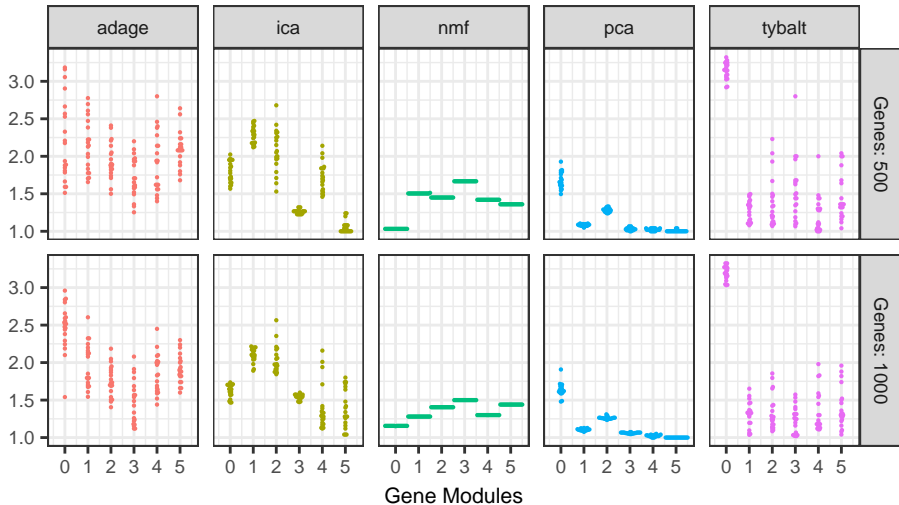 adage ica nmf pca tybalt
3.0
2.5
2.0
1.5
1.0
Genes: 500
3.0
2.5
2.0
1.5
1.0
Genes: 1000
0 1 2 3 4 5 0 1 2 3 4 5 0 1 2 3 4 5 0 1 2 3 4 5 0 1 2 3 4 5
Gene Modules